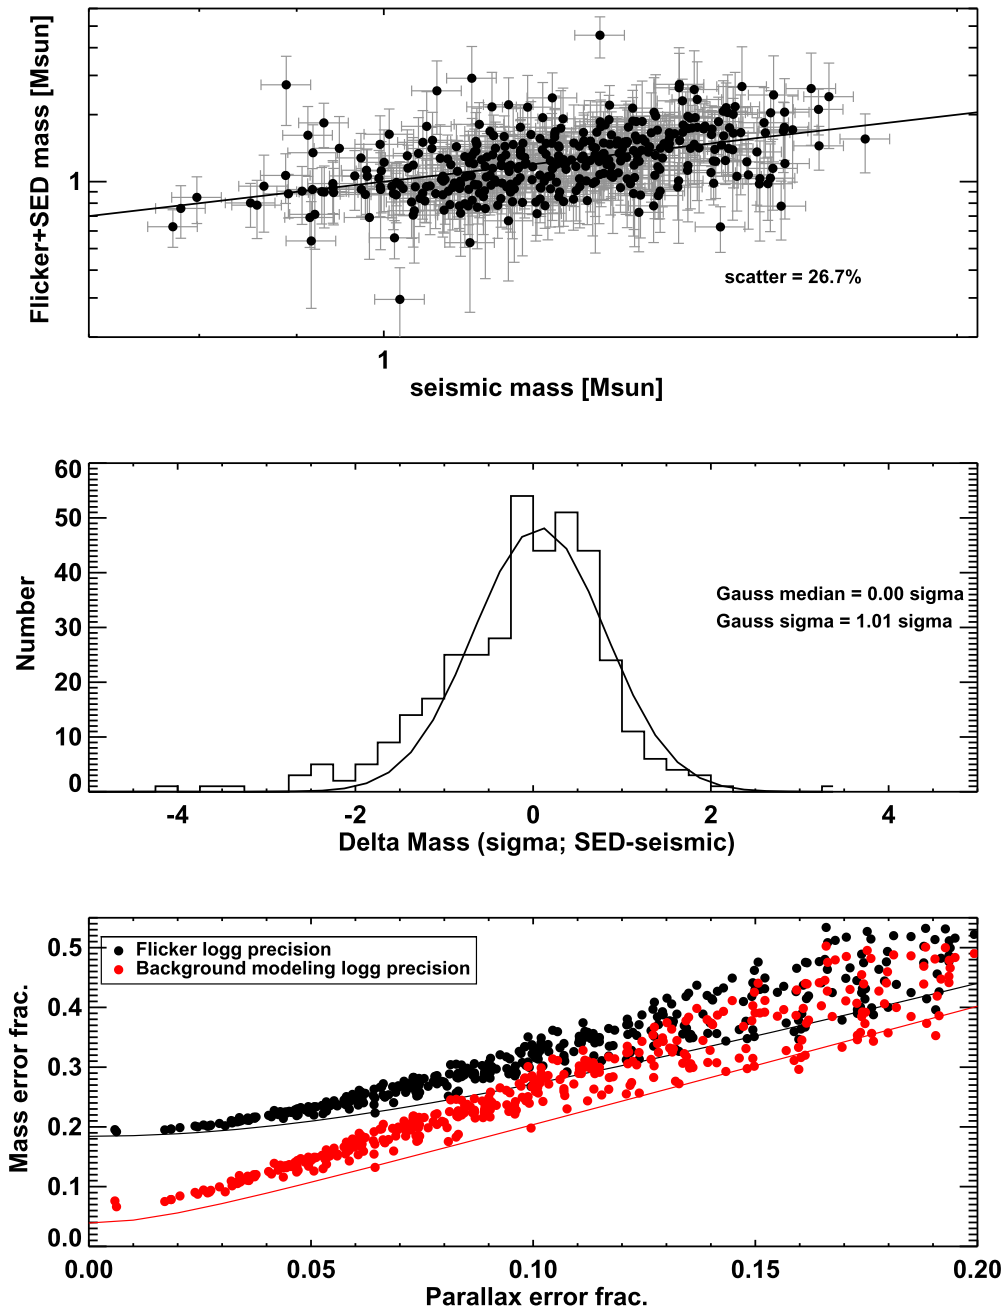 Flicker+SED mass [Msun]
1
scatter = 26.7%
1
seismic mass [Msun]
60
50
40
30
20
10
0
Number
Gauss median = 0.00 sigma
Gauss sigma = 1.01 sigma
-4 -2 0 2 4
Delta Mass (sigma; SED-seismic)
0.5
0.4
0.3
0.2
0.1
0.0
Mass error frac.
Flicker logg precision
Background modeling logg precision
0.00 0.05 0.10 0.15 0.20
Parallax error frac.